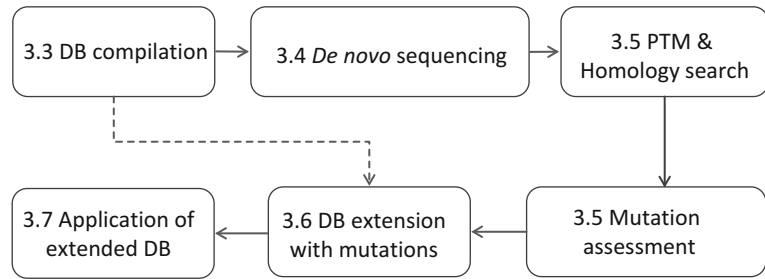 3.3 DB compilation
3.4 De novo sequencing
3.5 PTM &
Homology search
3.7 Application of
extended DB
3.6 DB extension
with mutations
3.5 Mutation
assessment